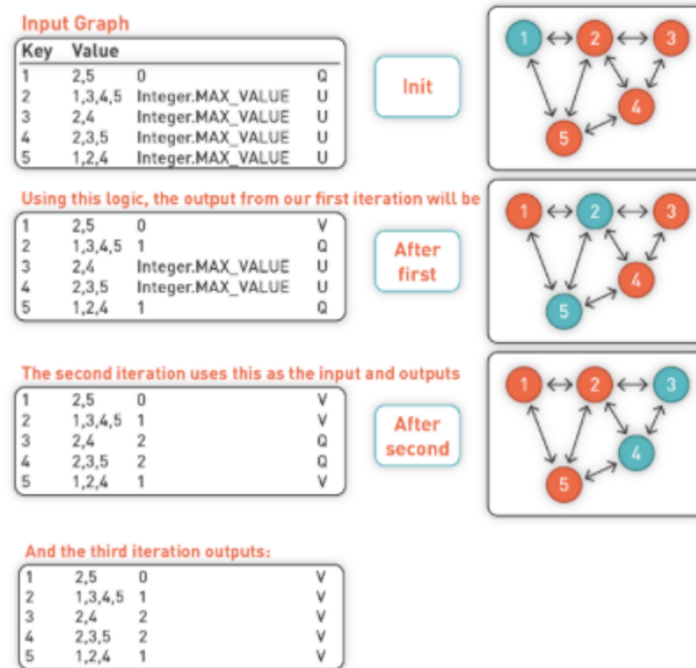 Input Graph
Key Value
1 2,5 0 Q
2 1,3,4,5 Integer.MAX_VALUE U
3 2,4 Integer.MAX_VALUE U
4 2,3,5 Integer.MAX_VALUE U
5 1,2,4 Integer.MAX_VALUE U
Init
1 2 3
4
5
Using this logic, the output from our first iteration will be
1 2,5 0 V
2 1,3,4,5 1 Q
3 2,4 Integer.MAX_VALUE U
4 2,3,5 Integer.MAX_VALUE U
5 1,2,4 1 Q
After
first
1 2 3
4
5
The second iteration uses this as the input and outputs
1 2,5 0 V
2 1,3,4,5 1 V
3 2,4 2 Q
4 2,3,5 2 Q
5 1,2,4 1 V
After
second
1 2 3
4
5
And the third iteration outputs:
1 2,5 0 V
2 1,3,4,5 1 V
3 2,4 2 V
4 2,3,5 2 V
5 1,2,4 1 V